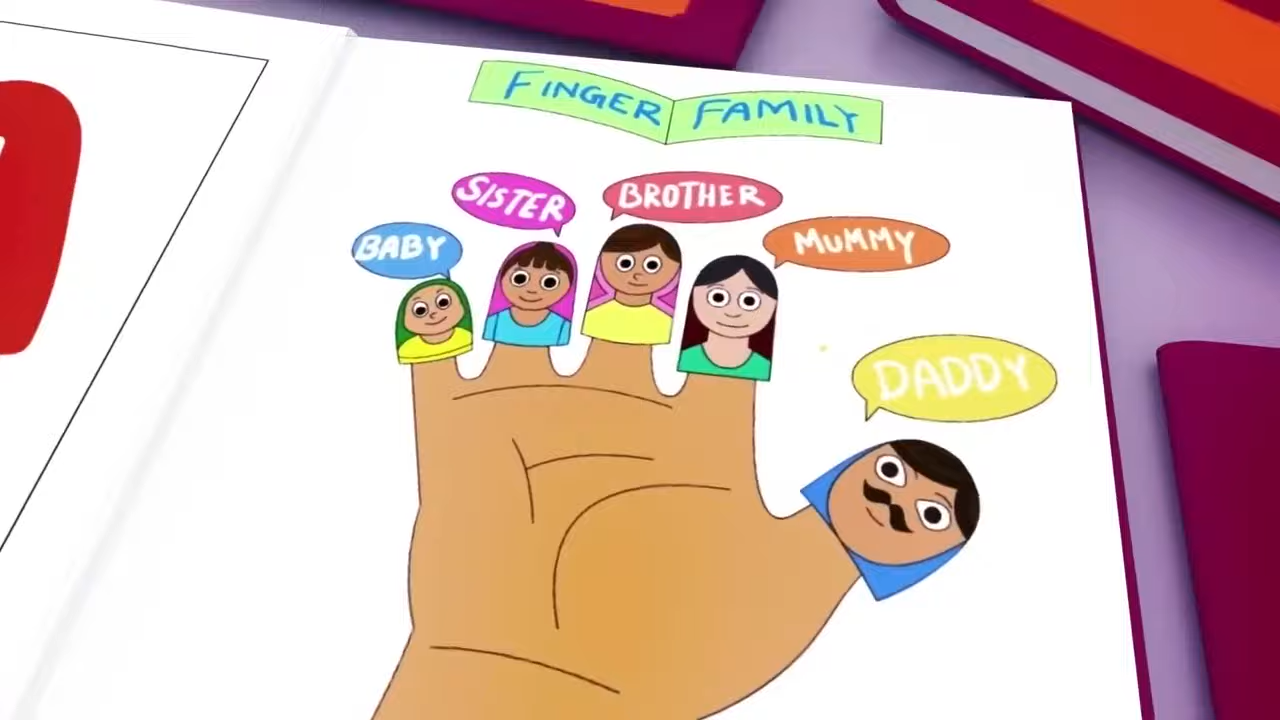 FINGER FAMILY
SISTER
BROTHER
BABY
MUMMY
DADDY